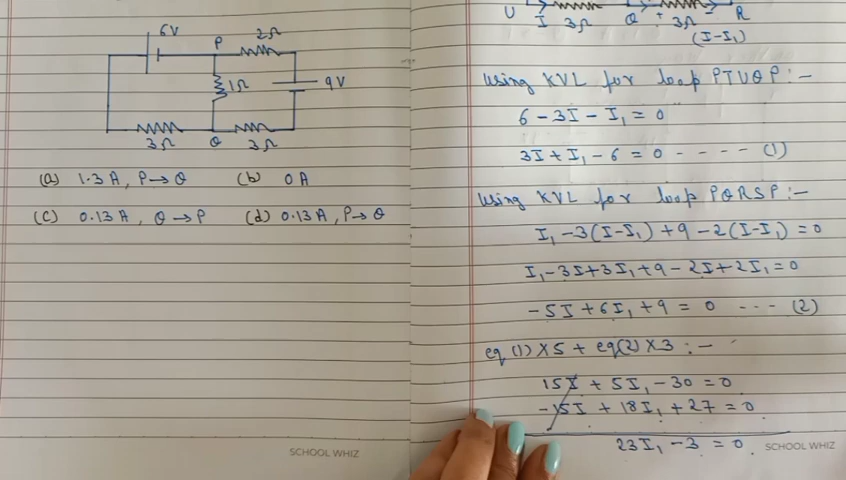 6V
P
2Ω
1Ω
9V
3Ω
Q
3Ω
(a) 1.3 A, P→Q (b) 0A
(c) 0.13A, Q→P (d) 0.13A, P→Q
SCHOOL WHIZ
U I 3Ω Q + 3Ω - R
(I-I₁)
Using KVL for loop PTUQP:-
6-3I-I₁=0
3I+I₁-6=0---- (1)
Using KVL for loop PQRSP:-
I₁-3(I-I₁)+9-2(I-I₁)=0
I₁-3I+3I₁+9-2I+2I₁=0
-5I+6I₁+9=0 --- (2)
eq (1)×5 + eq(2)×3:-
15I + 5I₁-30=0
-15I + 18I₁+27=0
23I₁-3=0
SCHOOL WHIZ